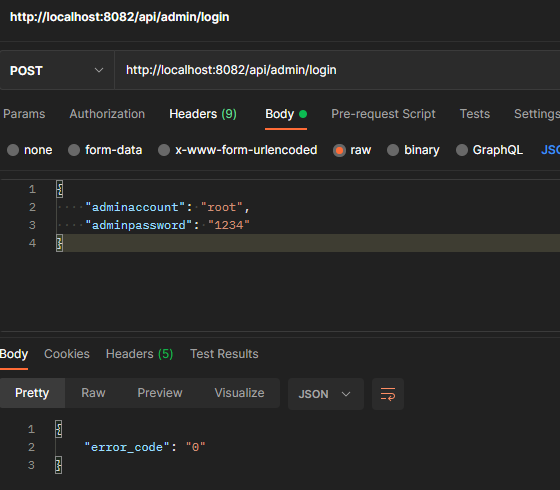 http://localhost:8082/api/admin/login
POST http://localhost:8082/api/admin/login
Params Authorization Headers (9) Body Pre-request Script Tests Settings
none form-data x-www-form-urlencoded raw binary GraphQL JSO
1 {
2 "adminaccount": "root",
3 "adminpassword": "1234"
4 }
Body Cookies Headers (5) Test Results
Pretty Raw Preview Visualize JSON
1 {
2 "error_code": "0"
3 }